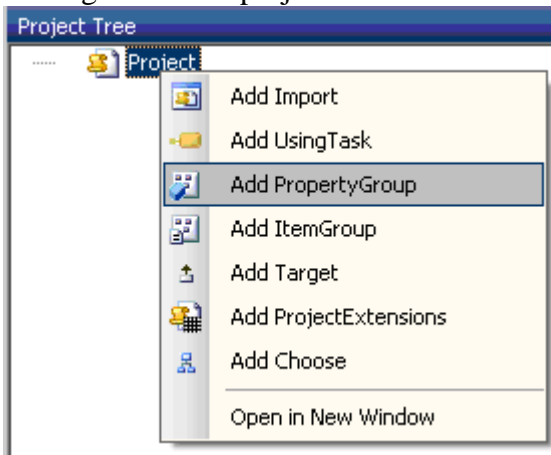 Project Tree
Project
Add Import
Add UsingTask
Add PropertyGroup
Add ItemGroup
Add Target
Add ProjectExtensions
Add Choose
Open in New Window